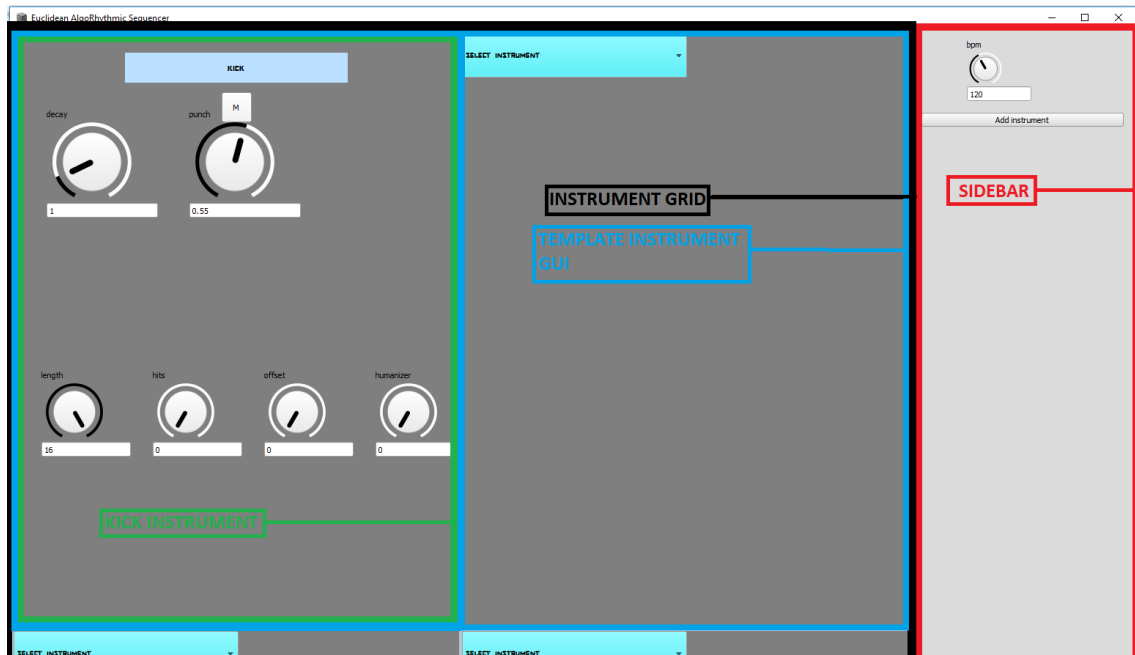 Euclidean AlgoRhythmic Sequencer
KICK
SELECT INSTRUMENT
bpm
120
Add instrument
M
decay
punch
1
0.55
INSTRUMENT GRID
SIDEBAR
TEMPLATE INSTRUMENT
GUI
length
hits
offset
humanizer
16
0
0
0
KICK INSTRUMENT
SELECT INSTRUMENT
SELECT INSTRUMENT